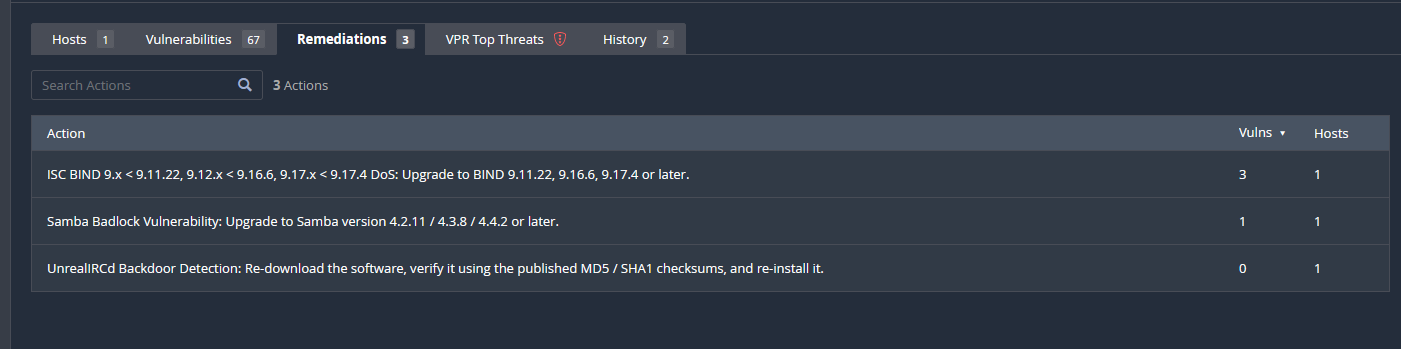 Hosts 1 Vulnerabilities 67 Remediations 3 VPR Top Threats History 2
Search Actions 3 Actions
Action Vulns ▼ Hosts
ISC BIND 9.x < 9.11.22, 9.12.x < 9.16.6, 9.17.x < 9.17.4 DoS: Upgrade to BIND 9.11.22, 9.16.6, 9.17.4 or later. 3 1
Samba Badlock Vulnerability: Upgrade to Samba version 4.2.11 / 4.3.8 / 4.4.2 or later. 1 1
UnrealIRCd Backdoor Detection: Re-download the software, verify it using the published MD5 / SHA1 checksums, and re-install it. 0 1